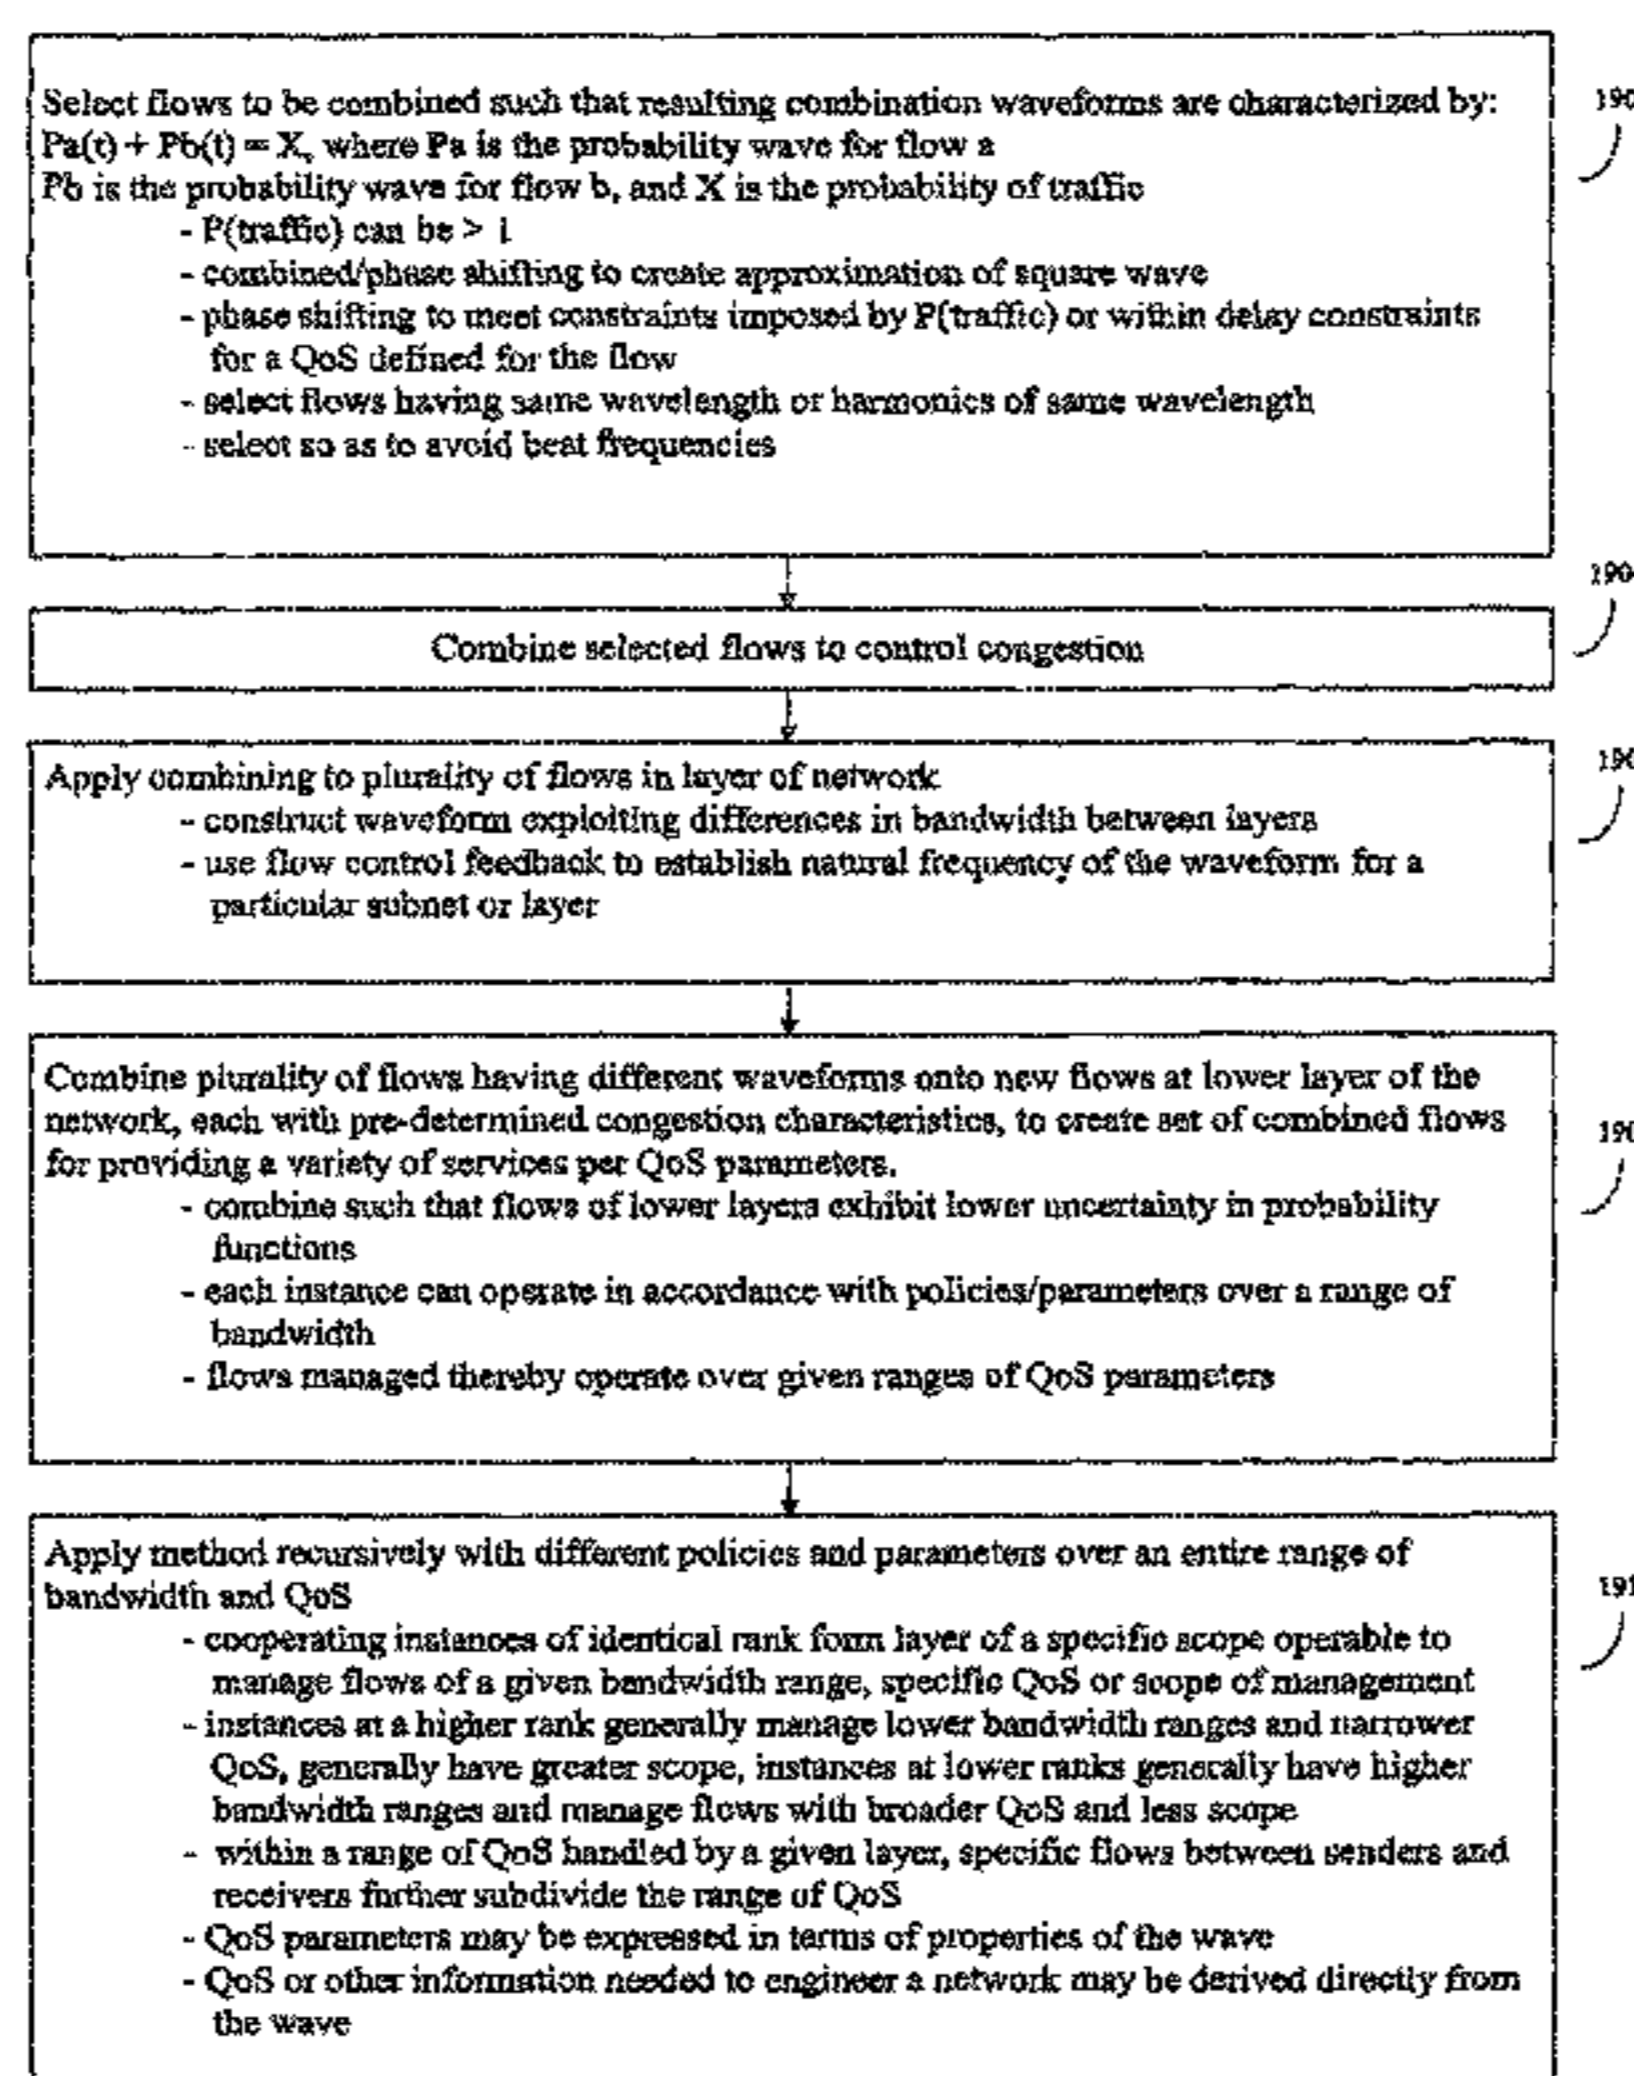 Select flows to be combined such that resulting combination waveforms are characterized by:
Pa(t) + Pb(t) = X, where Pa is the probability wave for flow a
Pb is the probability wave for flow b, and X is the probability of traffic
- P(traffic) can be > 1
- combined/phase shifting to create approximation of square wave
- phase shifting to meet constraints imposed by P(traffic) or within delay constraints
for a QoS defined for the flow
- select flows having same wavelength or harmonics of same wavelength
- select so as to avoid beat frequencies
190
Combine selected flows to control congestion
190
Apply combining to plurality of flows in layer of network
- construct waveform exploiting differences in bandwidth between layers
- use flow control feedback to establish natural frequency of the waveform for a
particular subnet or layer
190
Combine plurality of flows having different waveforms onto new flows at lower layer of the
network, each with pre-determined congestion characteristics, to create set of combined flows
for providing a variety of services per QoS parameters.
- combine such that flows of lower layers exhibit lower uncertainty in probability
functions
- each instance can operate in accordance with policies/parameters over a range of
bandwidth
- flows managed thereby operate over given ranges of QoS parameters
190
Apply method recursively with different policies and parameters over an entire range of
bandwidth and QoS
- cooperating instances of identical rank form layer of a specific scope operable to
manage flows of a given bandwidth range, specific QoS or scope of management
- instances at a higher rank generally manage lower bandwidth ranges and narrower
QoS, generally have greater scope, instances at lower ranks generally have higher
bandwidth ranges and manage flows with broader QoS and less scope
- within a range of QoS handled by a given layer, specific flows between senders and
receivers further subdivide the range of QoS
- QoS parameters may be expressed in terms of properties of the wave
- QoS or other information needed to engineer a network may be derived directly from
the wave
191